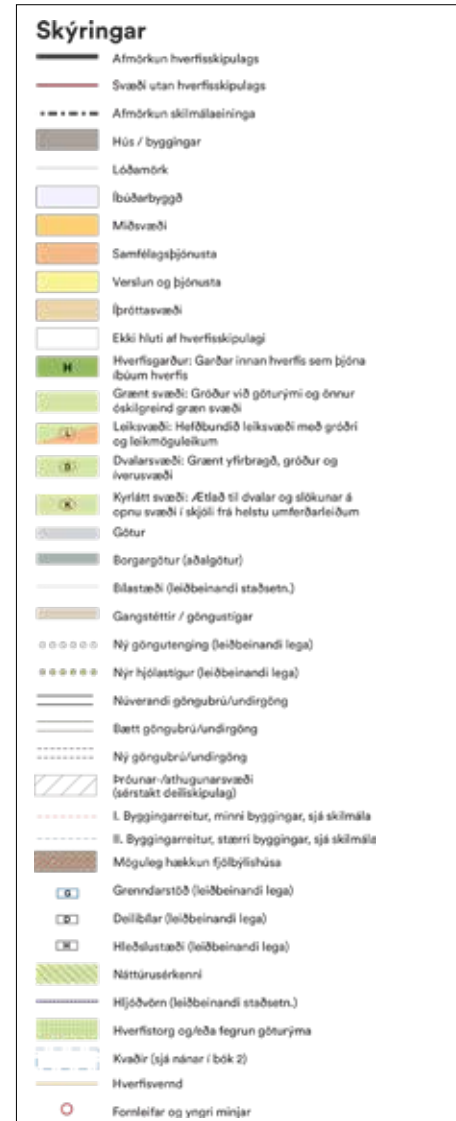 Skýringar
Afmörkun hverfisskipulags
Svæði utan hverfisskipulags
Afmörkun skilmálaeininga
Hús / byggingar
Lóðamörk
Íbúðarbyggð
Miðsvæði
Samfélagsþjónusta
Verslun og þjónusta
Íþróttasvæði
Ekki hluti af hverfisskipulagi
H
Hverfisgarður: Garðar innan hverfis sem þjóna
íbúum hverfis
Grænt svæði: Gróður við göturými og önnur
óskilgreind græn svæði
L
Leiksvæði: Hefðbundið leiksvæði með gróðri
og leikmöguleikum
D
Dvalarsvæði: Grænt yfirbragð, gróður og
íverusvæði
K
Kyrlátt svæði: Ætlað til dvalar og slökunar á
opnu svæði í skjóli frá helstu umferðarleiðum
Götur
Borgargötur (aðalgötur)
Bílastæði (leiðbeinandi staðsetn.)
Gangstéttir / göngustígar
Ný göngutenging (leiðbeinandi lega)
Nýr hjólastígur (leiðbeinandi lega)
Núverandi göngubrú/undirgöng
Bætt göngubrú/undirgöng
Ný göngubrú/undirgöng
Þróunar-/athugunarsvæði
(sérstakt deiliskipulag)
I. Byggingarreitur, minni byggingar, sjá skilmála
II. Byggingarreitur, stærri byggingar, sjá skilmála
Möguleg hækkun fjölbýlishúsa
G
Grenndarstöð (leiðbeinandi lega)
D
Deilibílar (leiðbeinandi lega)
H
Hleðslustæði (leiðbeinandi lega)
Náttúrusérkenni
Hljóðvörn (leiðbeinandi staðsetn.)
Hverfistorg og/eða fegrun göturýma
Kvaðir (sjá nánar í bók 2)
Hverfisvernd
Fornleifar og yngri minjar